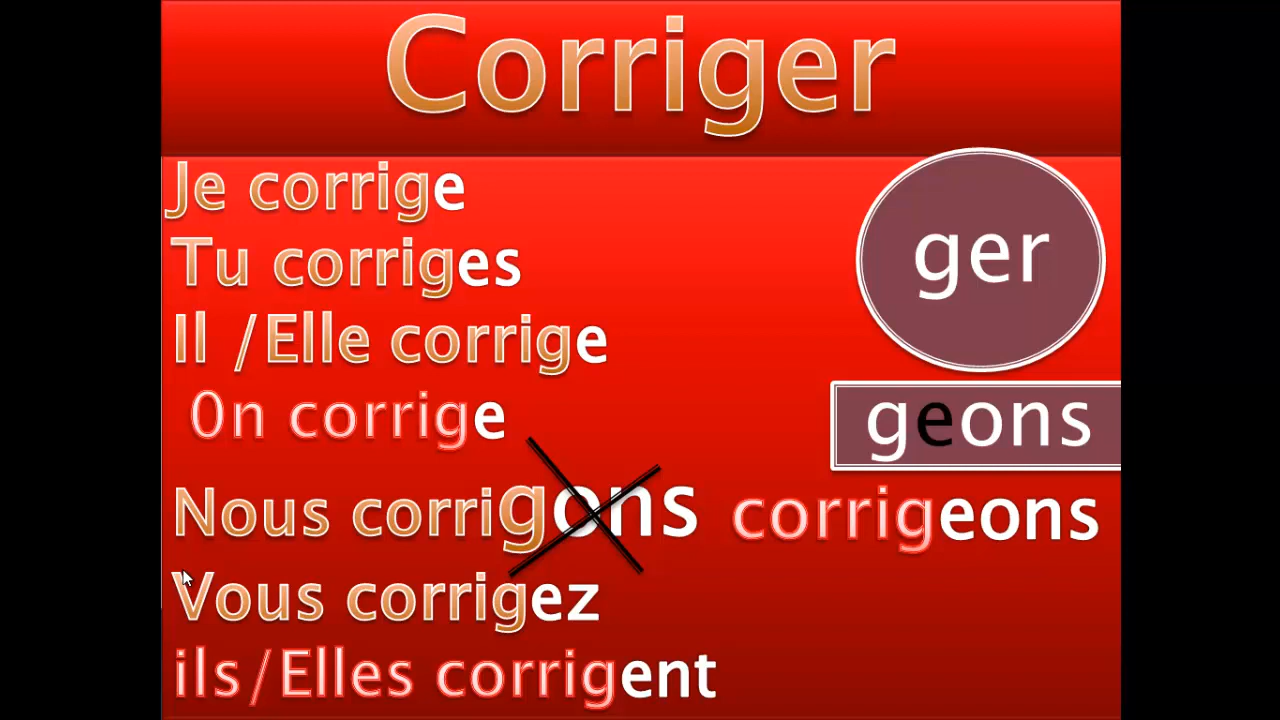 Corriger
Je corrige
Tu corriges
Il /Elle corrige
0n corrige
Nous corrigons corrigeons
Vous corrigez
ils/Elles corrigent
ger
geons